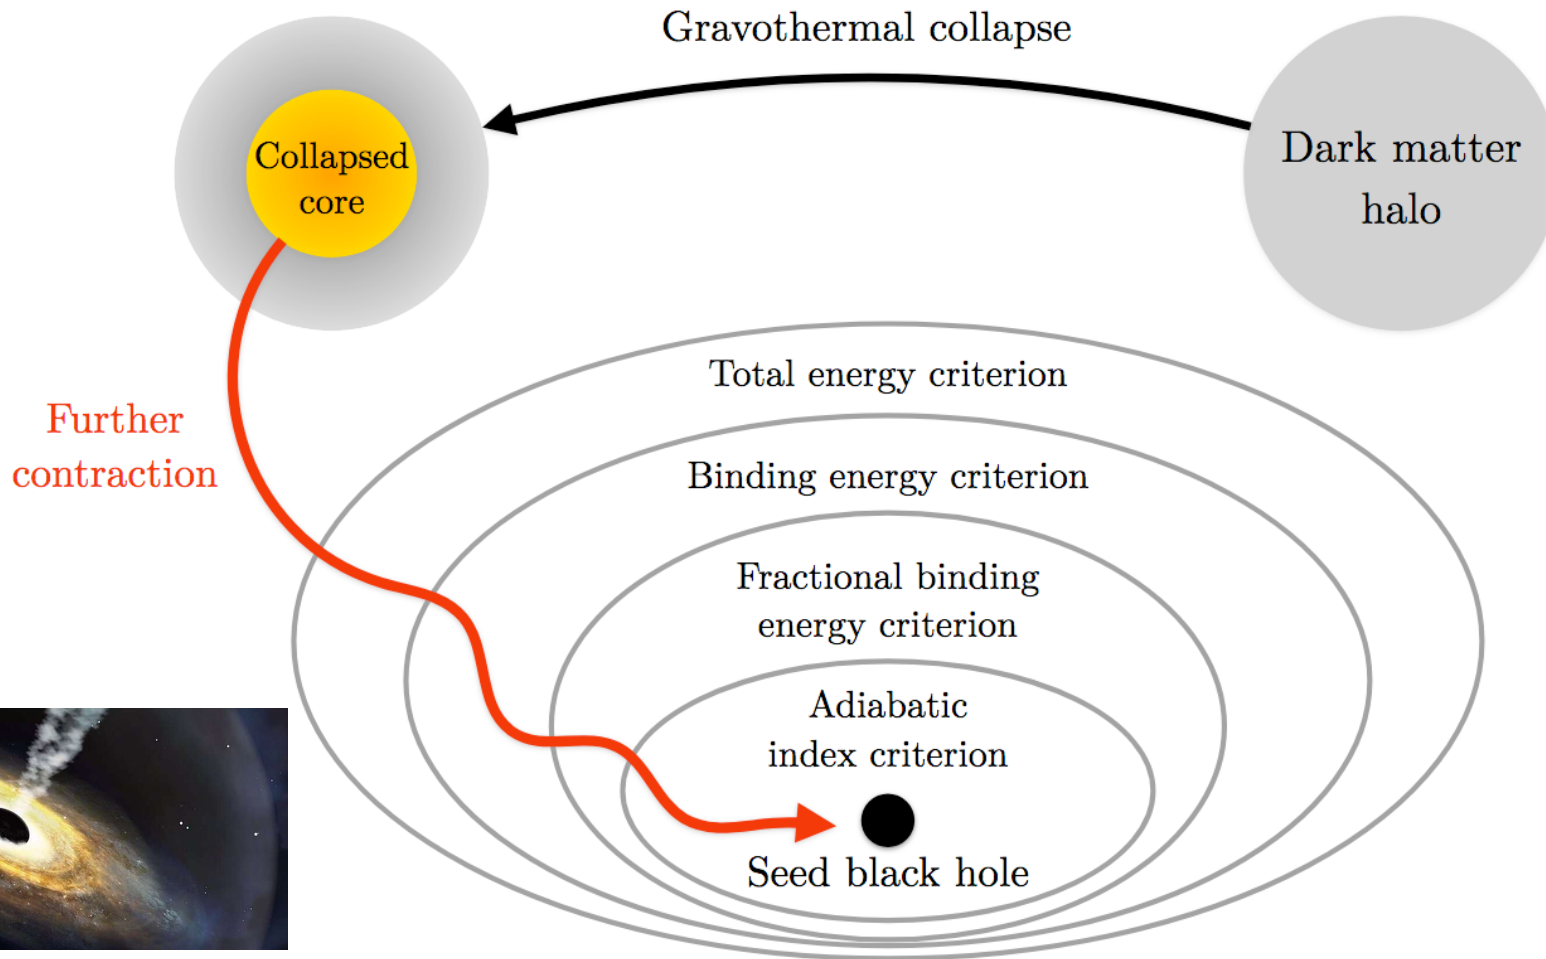 Gravothermal collapse
Collapsed
core
Dark matter
halo
Total energy criterion
Further
contraction
Binding energy criterion
Fractional binding
energy criterion
Adiabatic
index criterion
Seed black hole